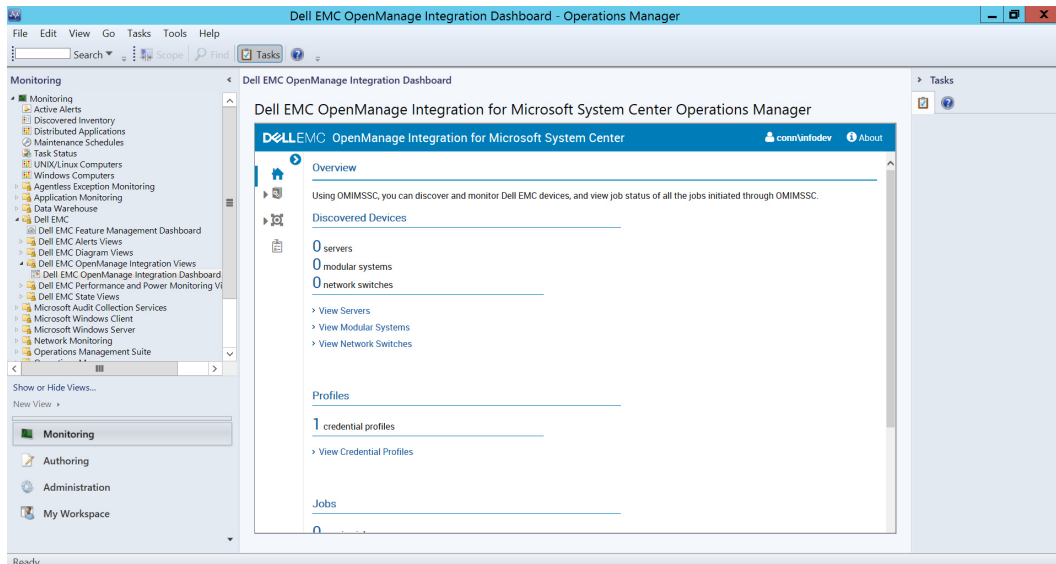 Dell EMC OpenManage Integration Dashboard - Operations Manager
File Edit View Go Tasks Tools Help
Search Scope Find Tasks
Monitoring
Monitoring
Active Alerts
Discovered Inventory
Distributed Applications
Maintenance Schedules
Task Status
UNIX/Linux Computers
Windows Computers
Agentless Exception Monitoring
Application Monitoring
Data Warehouse
Dell EMC
Dell EMC Feature Management Dashboard
Dell EMC Alerts Views
Dell EMC Diagram Views
Dell EMC OpenManage Integration Views
Dell EMC OpenManage Integration Dashboard
Dell EMC Performance and Power Monitoring Vi
Dell EMC State Views
Microsoft Audit Collection Services
Microsoft Windows Client
Microsoft Windows Server
Network Monitoring
Operations Management Suite
Show or Hide Views...
New View
Monitoring
Authoring
Administration
My Workspace
Dell EMC OpenManage Integration Dashboard
Dell EMC OpenManage Integration for Microsoft System Center Operations Manager
DELLEMC OpenManage Integration for Microsoft System Center
conn\infodev About
Overview
Using OMIMSSC, you can discover and monitor Dell EMC devices, and view job status of all the jobs initiated through OMIMSSC.
Discovered Devices
0 servers
0 modular systems
0 network switches
View Servers
View Modular Systems
View Network Switches
Profiles
1 credential profiles
View Credential Profiles
Jobs
Tasks
Ready